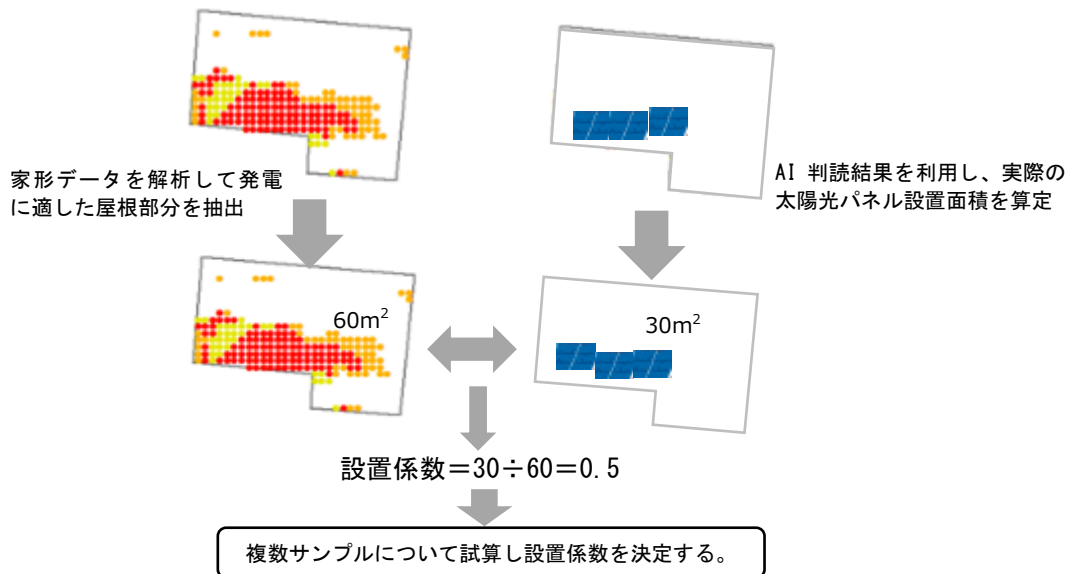 家形データを解析して発電
に適した屋根部分を抽出
AI 判読結果を利用し、実際の
太陽光パネル設置面積を算定
60m²
30m²
設置係数＝30÷60＝0.5
複数サンプルについて試算し設置係数を決定する。